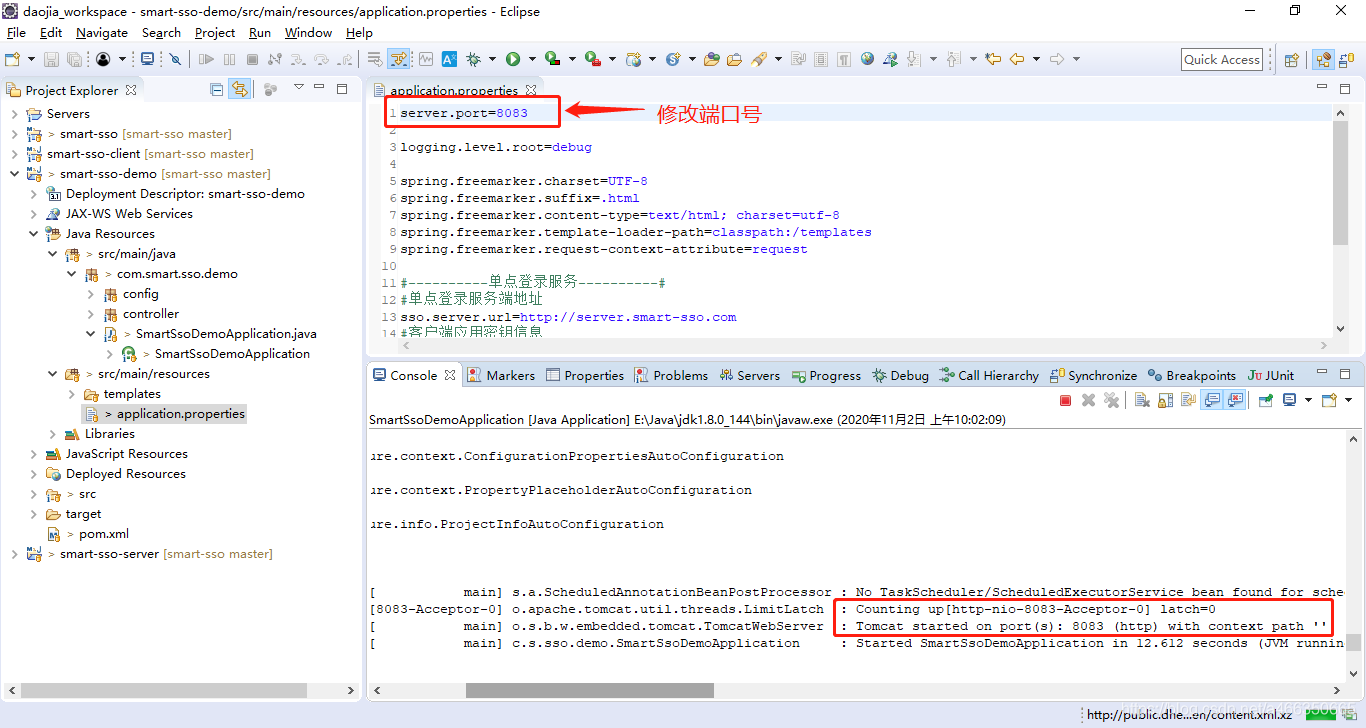 daojia_workspace - smart-sso-demo/src/main/resources/application.properties - Eclipse
File Edit Navigate Search Project Run Window Help
Quick Access
Project Explorer
Servers
> smart-sso [smart-sso master]
smart-sso-client [smart-sso master]
> smart-sso-demo [smart-sso master]
Deployment Descriptor: smart-sso-demo
JAX-WS Web Services
Java Resources
> src/main/java
> com.smart.sso.demo
config
controller
> SmartSsoDemoApplication.java
> SmartSsoDemoApplication
> src/main/resources
templates
> application.properties
Libraries
JavaScript Resources
Deployed Resources
> src
target
> pom.xml
> smart-sso-server [smart-sso master]
application.properties
1 server.port=8083
修改端口号
2
3 logging.level.root=debug
4
5 spring.freemarker.charset=UTF-8
6 spring.freemarker.suffix=.html
7 spring.freemarker.content-type=text/html; charset=utf-8
8 spring.freemarker.template-loader-path=classpath:/templates
9 spring.freemarker.request-context-attribute=request
10
11 #----------单点登录服务----------#
12 #单点登录服务端地址
13 sso.server.url=http://server.smart-sso.com
14 #客户端应用密钥信息
Console Markers Properties Problems Servers Progress Debug Call Hierarchy Synchronize Breakpoints JUnit
SmartSsoDemoApplication [Java Application] E:\Java\jdk1.8.0_144\bin\javaw.exe (2020年11月2日 上午10:02:09)
ure.context.ConfigurationPropertiesAutoConfiguration
ure.context.PropertyPlaceholderAutoConfiguration
ure.info.ProjectInfoAutoConfiguration
[ main] s.a.ScheduledAnnotationBeanPostProcessor : No TaskScheduler/ScheduledExecutorService bean found for sche
[8083-Acceptor-0] o.apache.tomcat.util.threads.LimitLatch : Counting up[http-nio-8083-Acceptor-0] latch=0
[ main] o.s.b.w.embedded.tomcat.TomcatWebServer : Tomcat started on port(s): 8083 (http) with context path ''
[ main] c.s.sso.demo.SmartSsoDemoApplication : Started SmartSsoDemoApplication in 12.612 seconds (JVM runnin
http://public.dhe...en/content.xml.xz